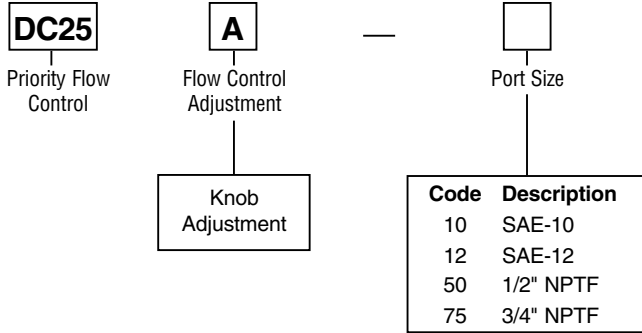 DC25 A —
Priority Flow
Control
Flow Control
Adjustment
Port Size
Knob
Adjustment
Code Description
10 SAE-10
12 SAE-12
50 1/2" NPTF
75 3/4" NPTF